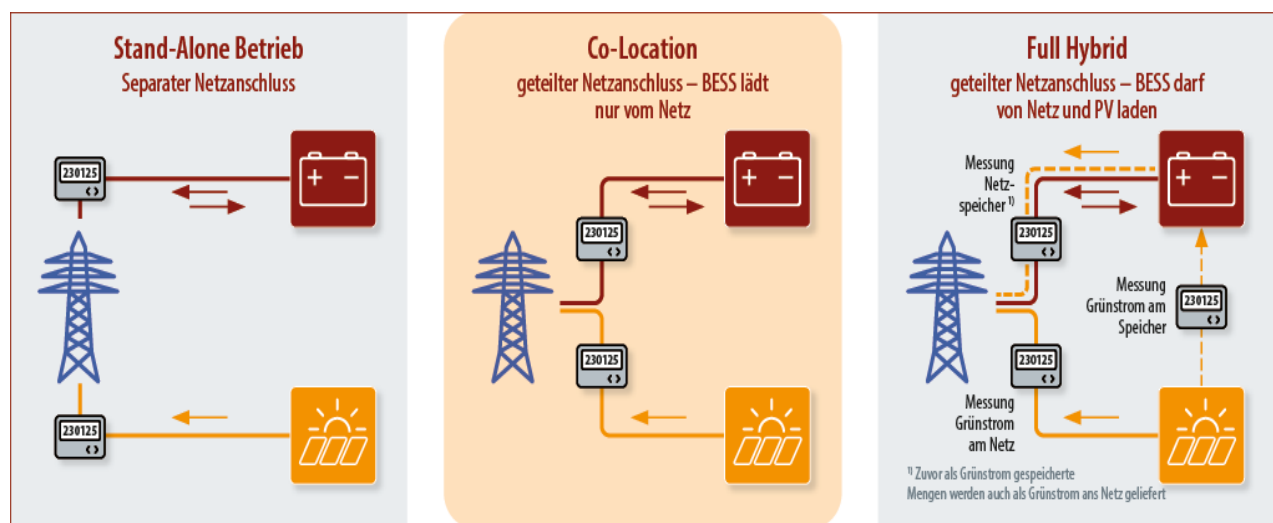 Stand-Alone Betrieb
Separater Netzanschluss
230125
+ −
230125
Co-Location
geteilter Netzanschluss – BESS lädt
nur vom Netz
+ −
230125
230125
Full Hybrid
geteilter Netzanschluss – BESS darf
von Netz und PV laden
Messung
Netz-
speicher ¹⁾
+ −
230125
Messung
Grünstrom am
Speicher
230125
230125
Messung
Grünstrom
am Netz
¹⁾ Zuvor als Grünstrom gespeicherte
Mengen werden auch als Grünstrom ans Netz geliefert